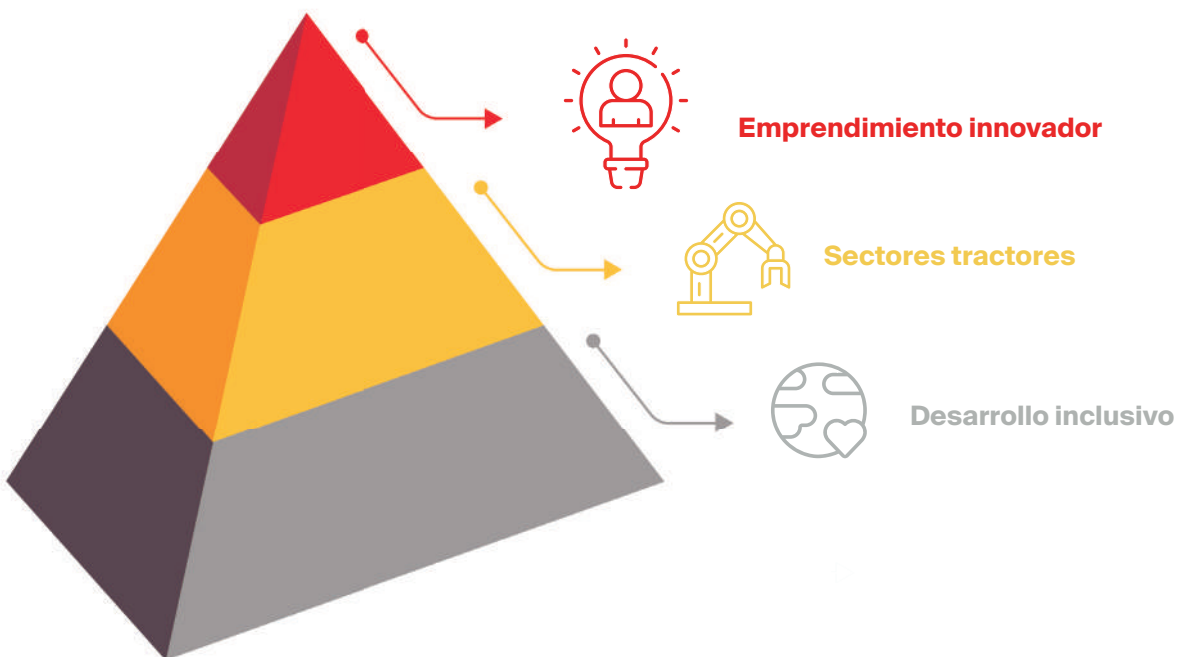 Emprendimiento innovador
Sectores tractores
Desarrollo inclusivo